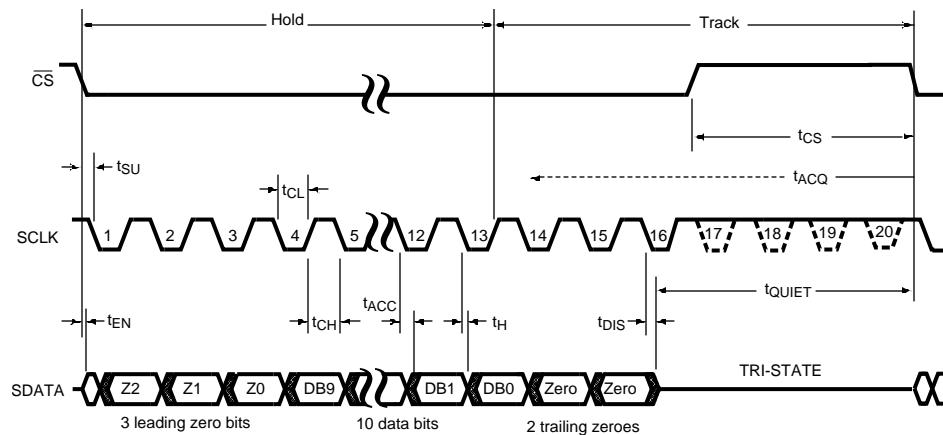 Hold
Track
CS
tCS
tSU
tCL
tACQ
SCLK
1 2 3 4 5 12 13 14 15 16 17 18 19 20
tEN
tCH
tACC
tH
tDIS
tQUIET
SDATA
Z2 Z1 Z0 DB9 DB1 DB0 Zero Zero
TRI-STATE
3 leading zero bits
10 data bits
2 trailing zeroes